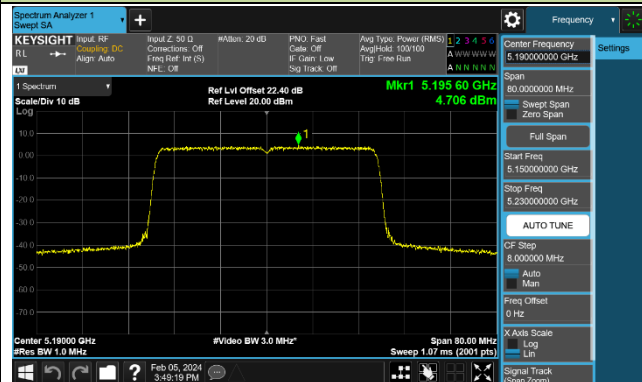 Spectrum Analyzer 1
Swept SA
Frequency
KEYSIGHT Input: RF Input Z: 50 Ω #Atten: 20 dB PNO: Fast Avg Type: Power (RMS) 1 2 3 4 5 6
RL Coupling: DC Corrections: Off Gate: Off Avg|Hold: 100/100 A W W W W W
Align: Auto Freq Ref: Int (S) IF Gain: Low Trig: Free Run
NFE: Off Sig Track: Off A N N N N N
LXI
1 Spectrum
Scale/Div 10 dB
Ref Lvl Offset 22.40 dB
Ref Level 20.00 dBm
Mkr1 5.195 60 GHz
4.706 dBm
Log
10.0
0.00
-10.0
-20.0
-30.0
-40.0
-50.0
-60.0
-70.0
1
Center 5.19000 GHz
#Res BW 1.0 MHz
#Video BW 3.0 MHz*
Span 80.00 MHz
Sweep 1.07 ms (2001 pts)
Feb 05, 2024
3:49:19 PM
Center Frequency
5.190000000 GHz
Settings
Span
80.0000000 MHz
Swept Span
Zero Span
Full Span
Start Freq
5.150000000 GHz
Stop Freq
5.230000000 GHz
AUTO TUNE
CF Step
8.000000 MHz
Auto
Man
Freq Offset
0 Hz
X Axis Scale
Log
Lin
Signal Track
(Span Zoom)